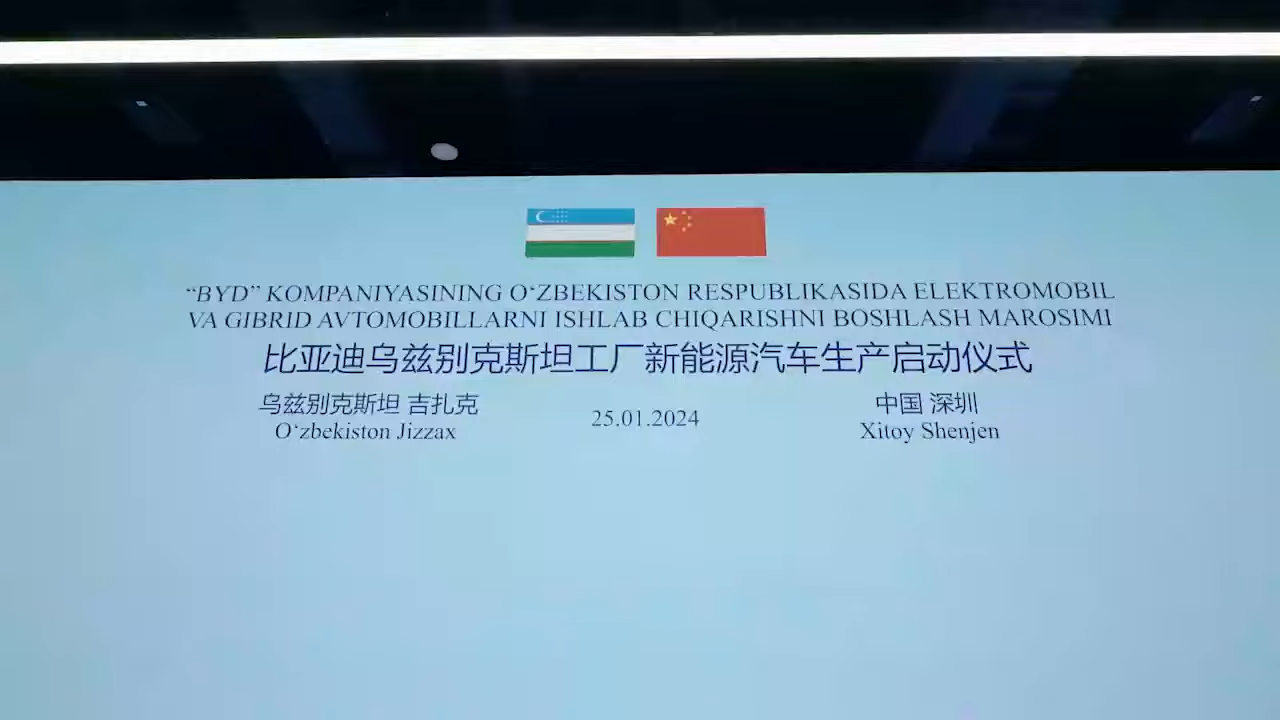 “BYD” KOMPANIYASINING O‘ZBEKISTON RESPUBLIKASIDA ELEKTROMOBIL
VA GIBRID AVTOMOBILLARNI ISHLAB CHIQARISHNI BOSHLASH MAROSIMI
比亚迪乌兹别克斯坦工厂新能源汽车生产启动仪式
乌兹别克斯坦 吉扎克
O‘zbekiston Jizzax
25.01.2024
中国 深圳
Xitoy Shenjen